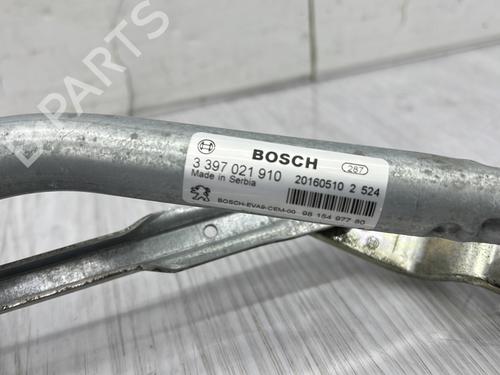 BOSCH
287
3 397 021 910
20160510 2 524
Made in Serbia
BOSCH-EVA9-CEM-00 98 154 977 80
B-PARTS